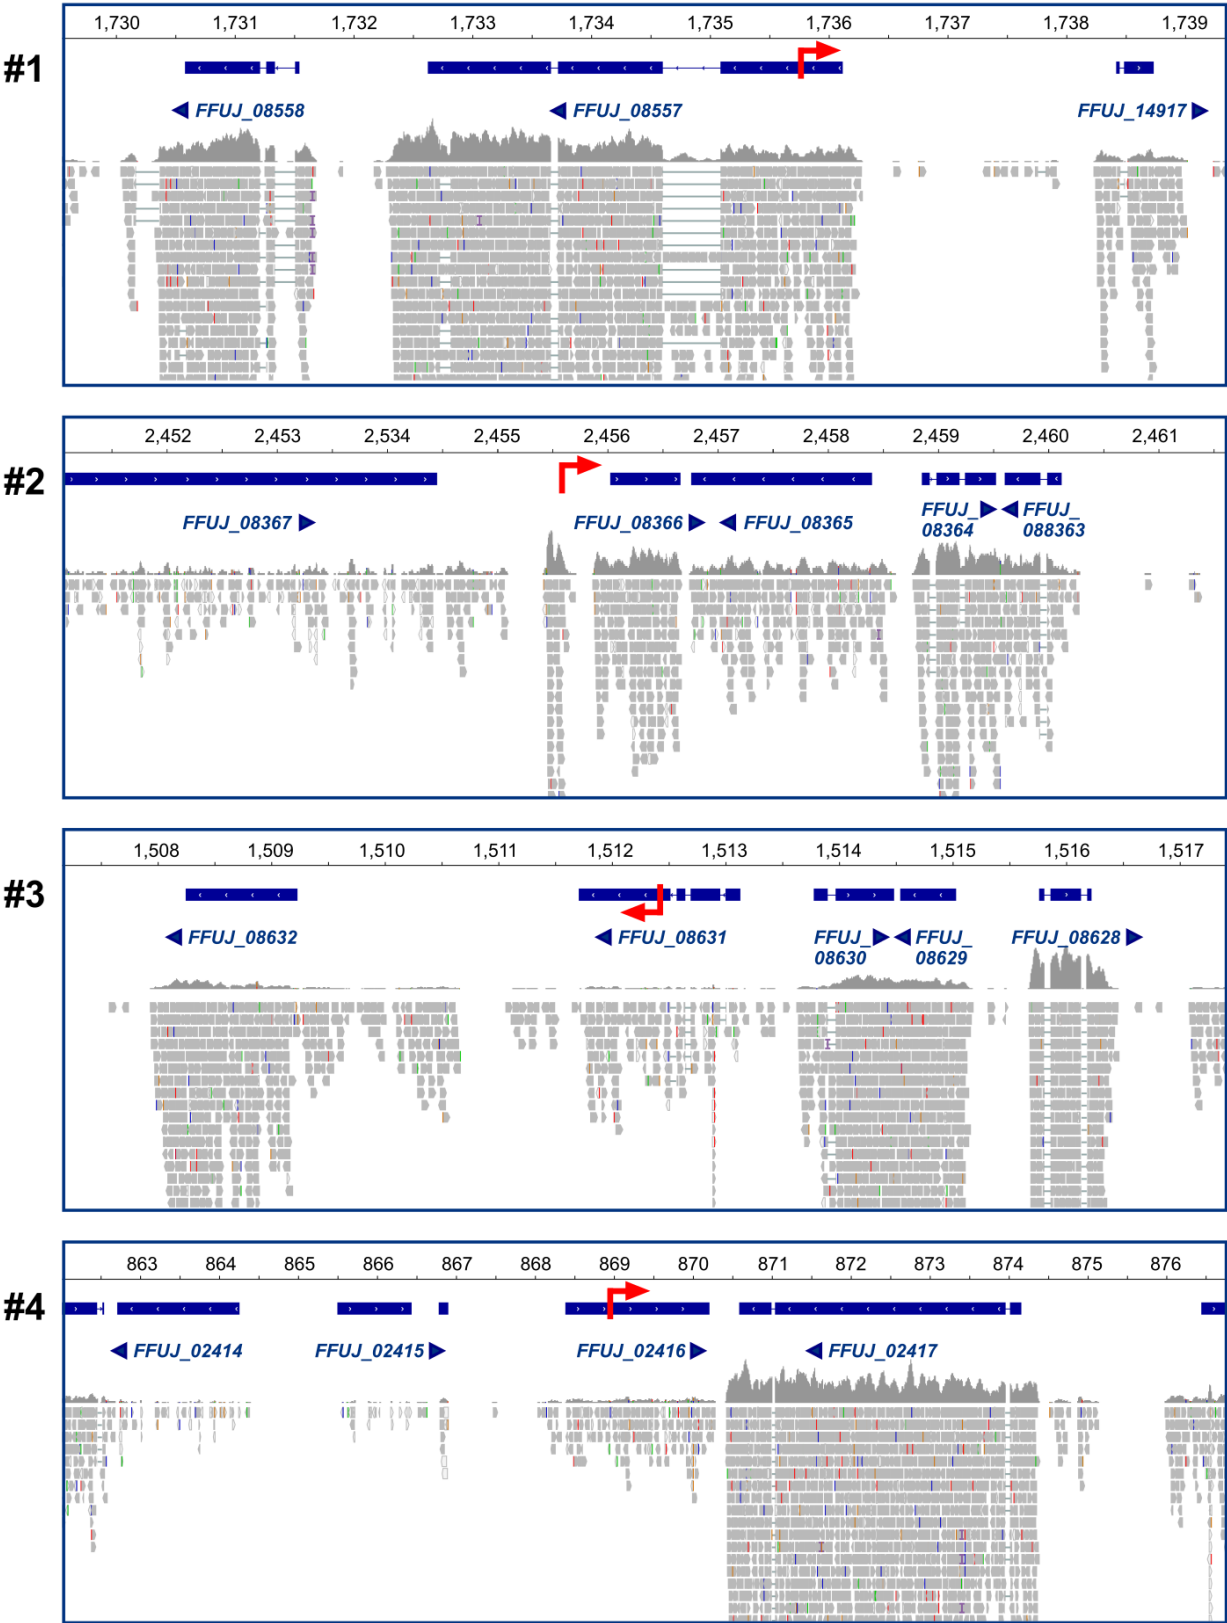 1,730 1,731 1,732 1,733 1,734 1,735 1,736 1,737 1,738 1,739
#1
FFUJ_08558 FFUJ_08557 FFUJ_14917
2,452 2,453 2,534 2,455 2,456 2,457 2,458 2,459 2,460 2,461
#2
FFUJ_08367 FFUJ_08366 FFUJ_08365 FFUJ_ FFUJ_
08364 088363
1,508 1,509 1,510 1,511 1,512 1,513 1,514 1,515 1,516 1,517
#3
FFUJ_08632 FFUJ_08631 FFUJ_ FFUJ_ FFUJ_08628
08630 08629
863 864 865 866 867 868 869 870 871 872 873 874 875 876
#4
FFUJ_02414 FFUJ_02415 FFUJ_02416 FFUJ_02417